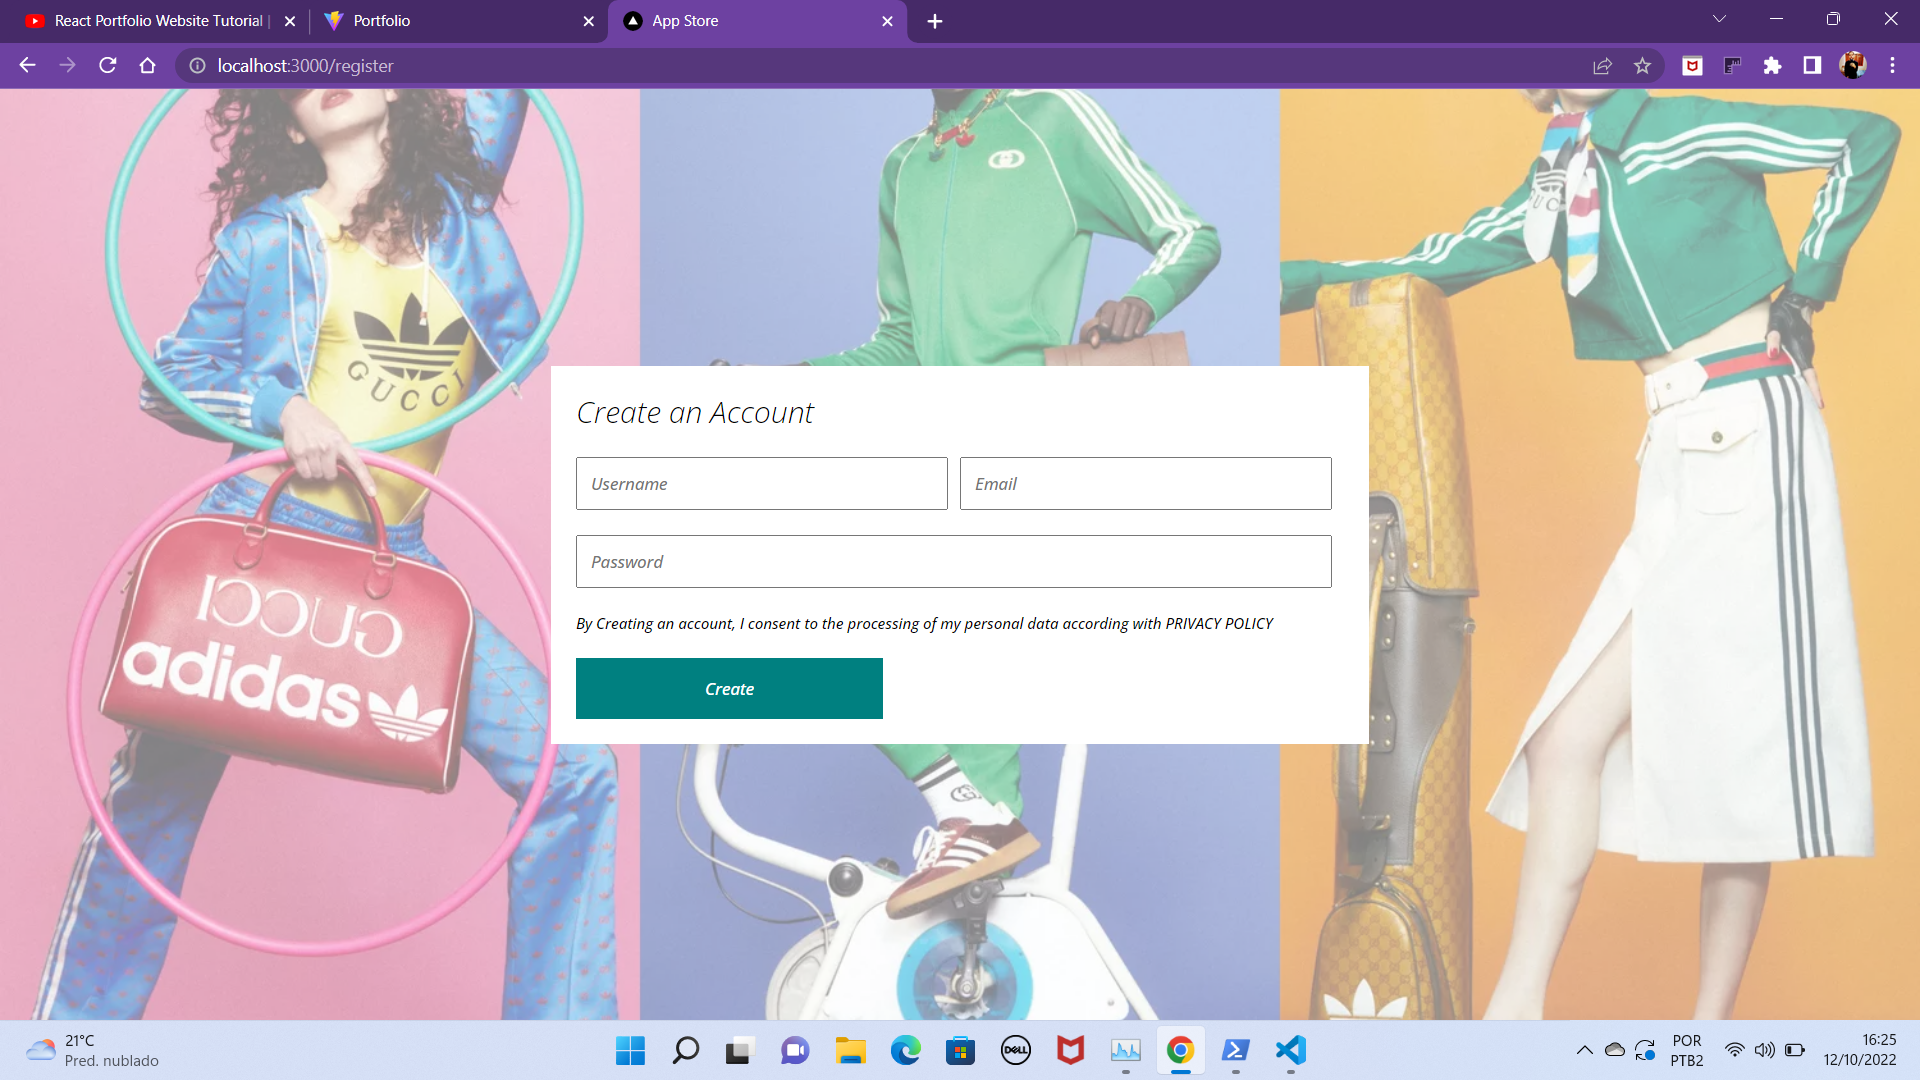 React Portfolio Website Tutorial |
Portfolio
App Store
localhost:3000/register
GUCCI
GUCCI
GUCCI
adidas
Create an Account
Username
Email
Password
By Creating an account, I consent to the processing of my personal data according with PRIVACY POLICY
Create
21°C
Pred. nublado
DELL
POR
PTB2
16:25
12/10/2022